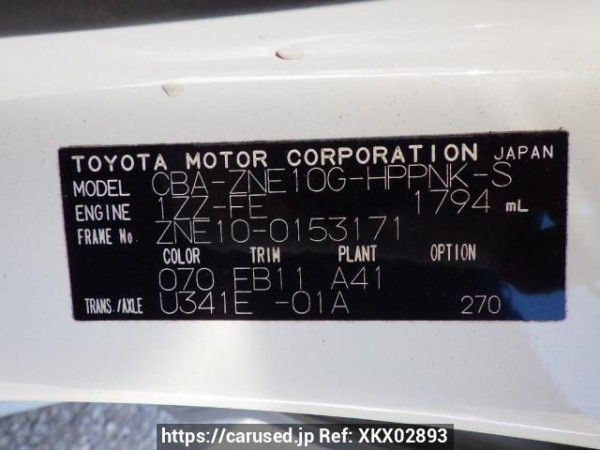 TOYOTA MOTOR CORPORATION JAPAN
MODEL CBA-ZNE10G-HPPNK-S
ENGINE 1ZZ-FE 1794 mL
FRAME No. ZNE10-0153171
COLOR TRIM PLANT OPTION
070 EB11 A41
TRANS./AXLE U341E -01A 270
https://carused.jp Ref: XKX02893